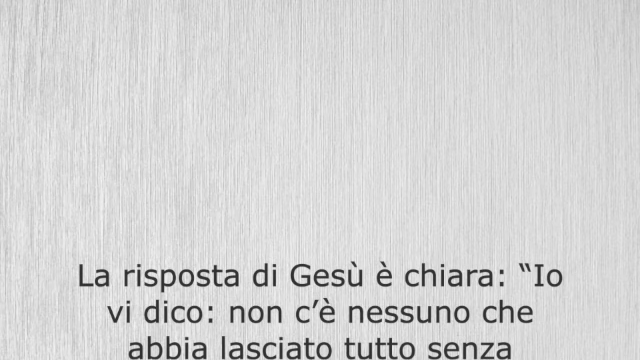 La risposta di Gesù è chiara: “Io
vi dico: non c’è nessuno che
abbia lasciato tutto senza